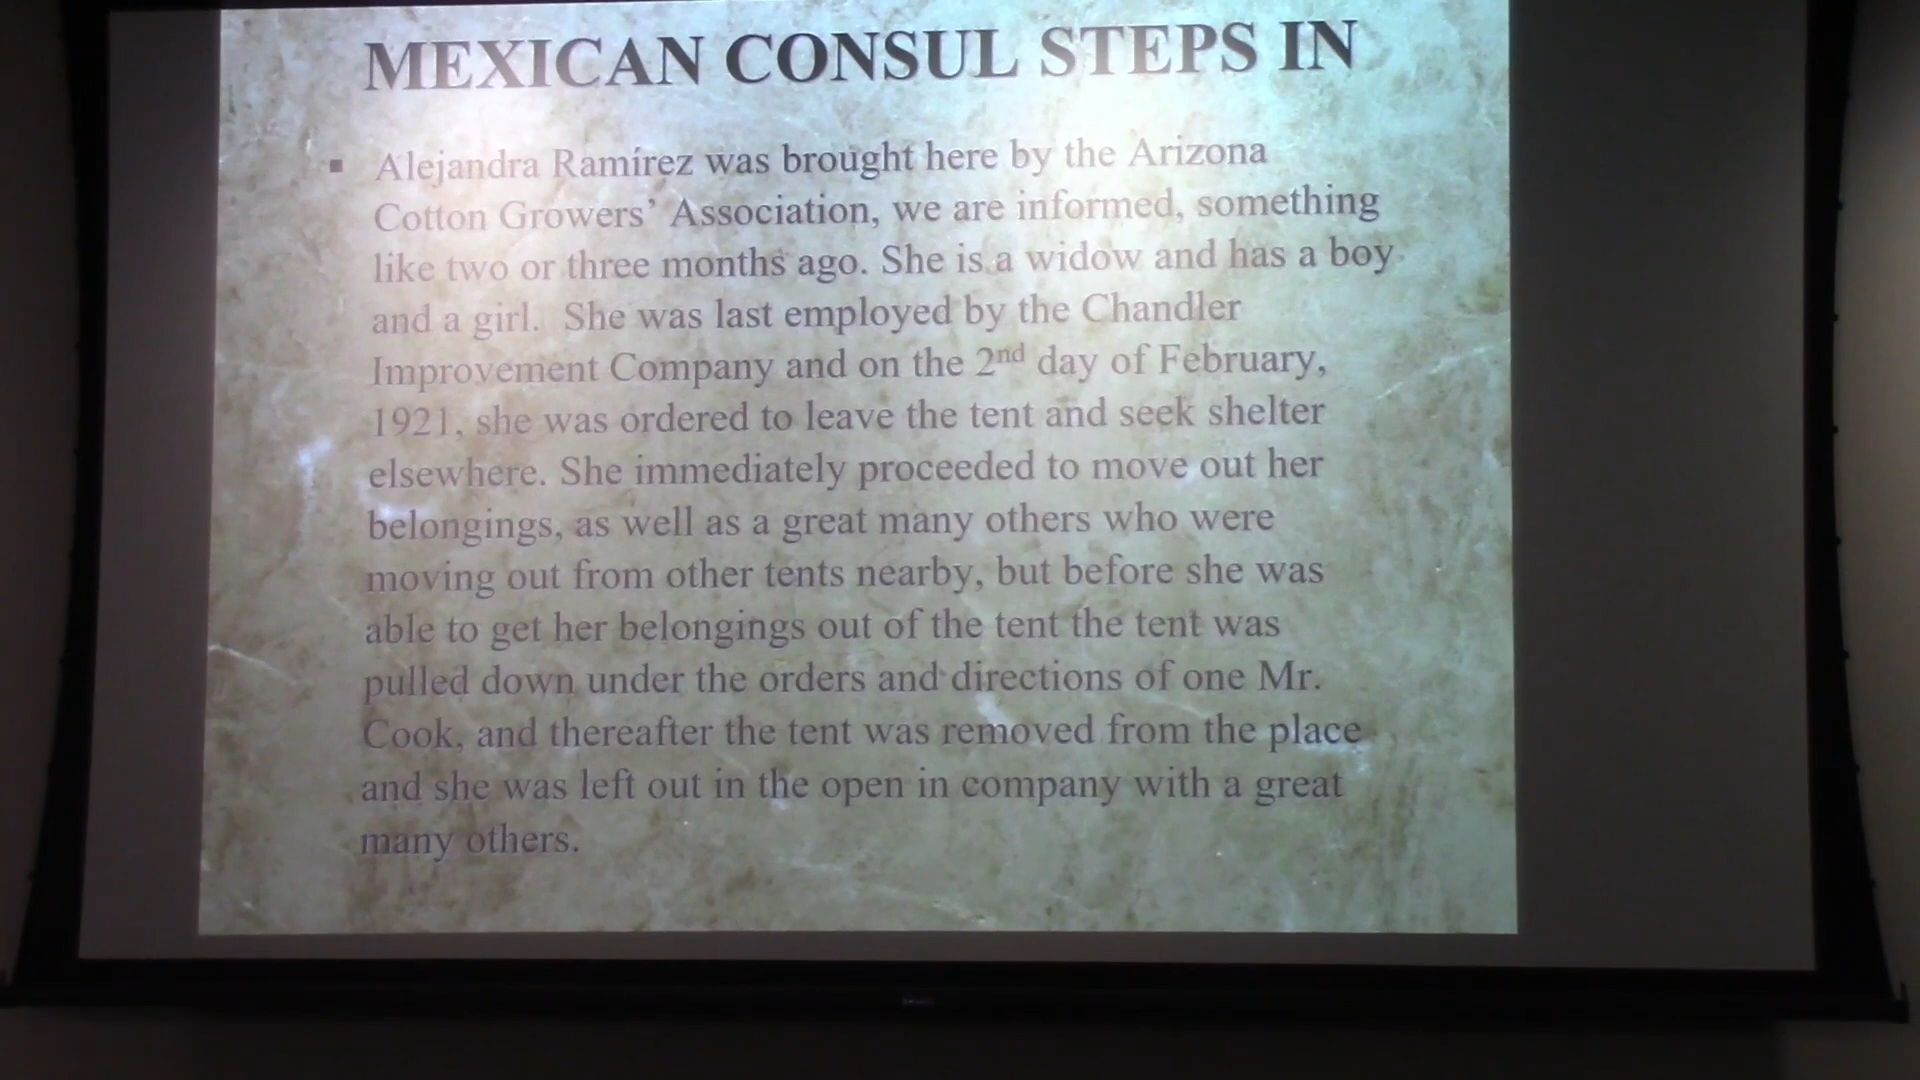 MEXICAN CONSUL STEPS IN
▪ Alejandra Ramírez was brought here by the Arizona
Cotton Growers’ Association, we are informed, something
like two or three months ago. She is a widow and has a boy
and a girl.  She was last employed by the Chandler
Improvement Company and on the 2nd day of February,
1921, she was ordered to leave the tent and seek shelter
elsewhere. She immediately proceeded to move out her
belongings, as well as a great many others who were
moving out from other tents nearby, but before she was
able to get her belongings out of the tent the tent was
pulled down under the orders and directions of one Mr.
Cook, and thereafter the tent was removed from the place
and she was left out in the open in company with a great
many others.